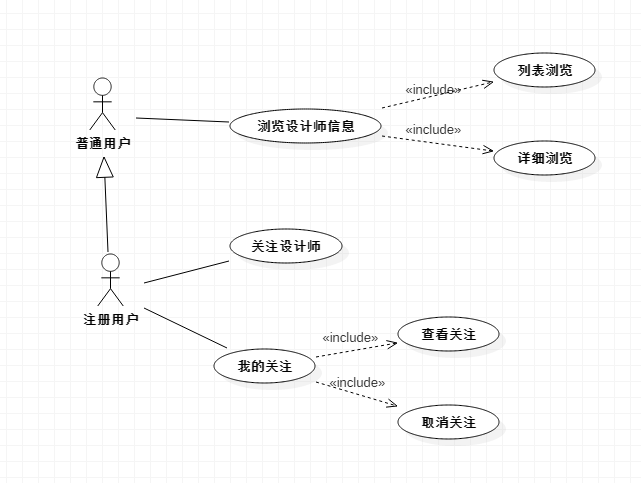 列表浏览
«include»
普通用户
浏览设计师信息
«include»
详细浏览
关注设计师
注册用户
«include»
查看关注
我的关注
«include»
取消关注